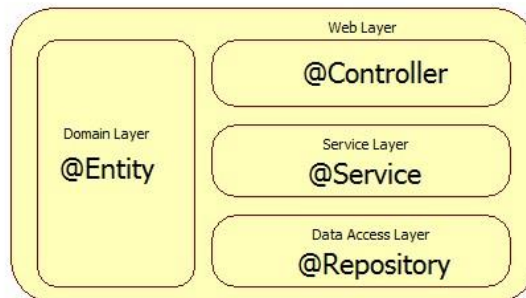 Web Layer
@Controller
Domain Layer
@Entity
Service Layer
@Service
Data Access Layer
@Repository